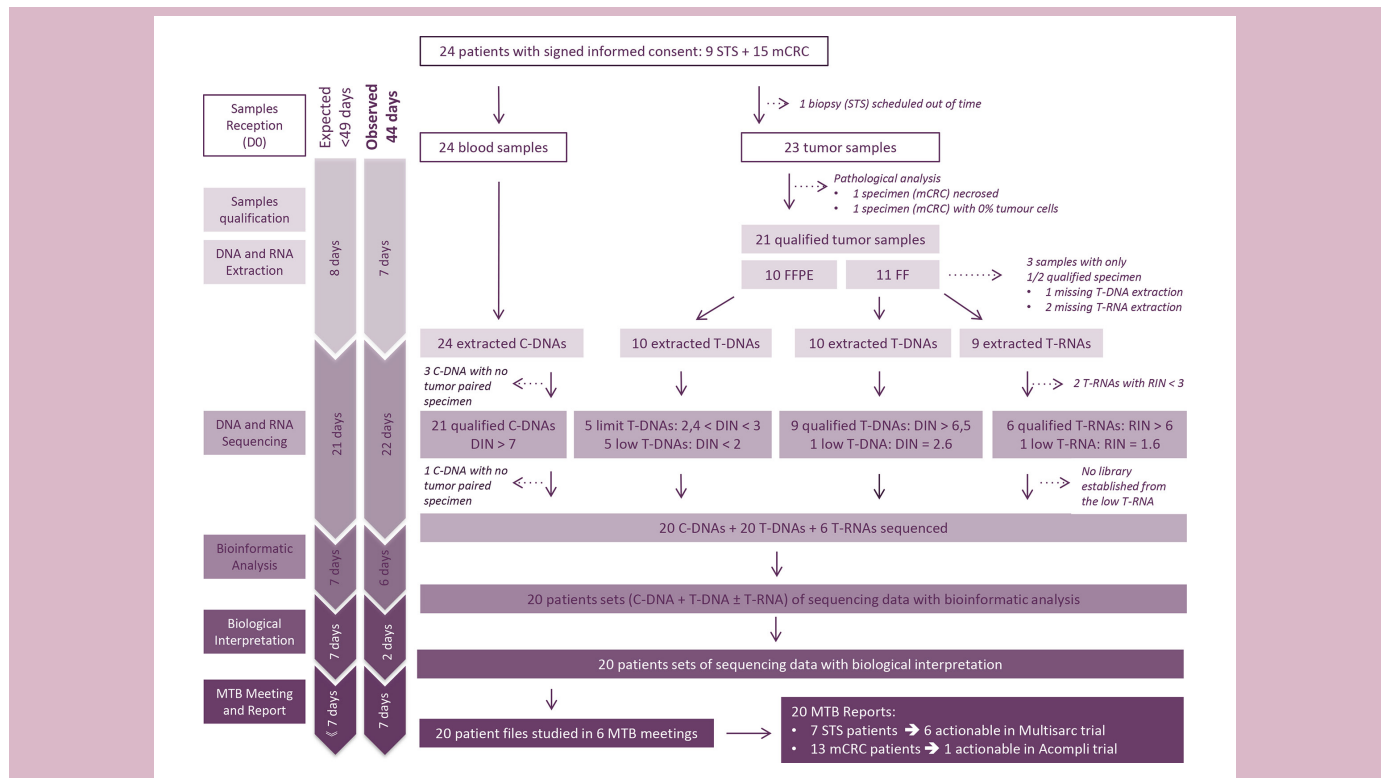 24 patients with signed informed consent: 9 STS + 15 mCRC
Samples
Reception
(D0)
Expected
<49 days
Observed
44 days
1 biopsy (STS) scheduled out of time
24 blood samples
23 tumor samples
Pathological analysis
• 1 specimen (mCRC) necrosed
• 1 specimen (mCRC) with 0% tumour cells
Samples
qualification
21 qualified tumor samples
DNA and RNA
Extraction
8 days
7 days
10 FFPE
11 FF
3 samples with only
1/2 qualified specimen
• 1 missing T-DNA extraction
• 2 missing T-RNA extraction
24 extracted C-DNAs
10 extracted T-DNAs
10 extracted T-DNAs
9 extracted T-RNAs
3 C-DNA with no
tumor paired
specimen
2 T-RNAs with RIN < 3
DNA and RNA
Sequencing
21 days
22 days
21 qualified C-DNAs
DIN > 7
5 limit T-DNAs: 2,4 < DIN < 3
5 low T-DNAs: DIN < 2
9 qualified T-DNAs: DIN > 6,5
1 low T-DNA: DIN = 2.6
6 qualified T-RNAs: RIN > 6
1 low T-RNA: RIN = 1.6
1 C-DNA with no
tumor paired
specimen
No library
established from
the low T-RNA
20 C-DNAs + 20 T-DNAs + 6 T-RNAs sequenced
Bioinformatic
Analysis
7 days
6 days
20 patients sets (C-DNA + T-DNA ± T-RNA) of sequencing data with bioinformatic analysis
Biological
Interpretation
7 days
2 days
20 patients sets of sequencing data with biological interpretation
MTB Meeting
and Report
⟪ 7 days
7 days
20 patient files studied in 6 MTB meetings
20 MTB Reports:
• 7 STS patients ➔ 6 actionable in Multisarc trial
• 13 mCRC patients ➔ 1 actionable in Acompli trial